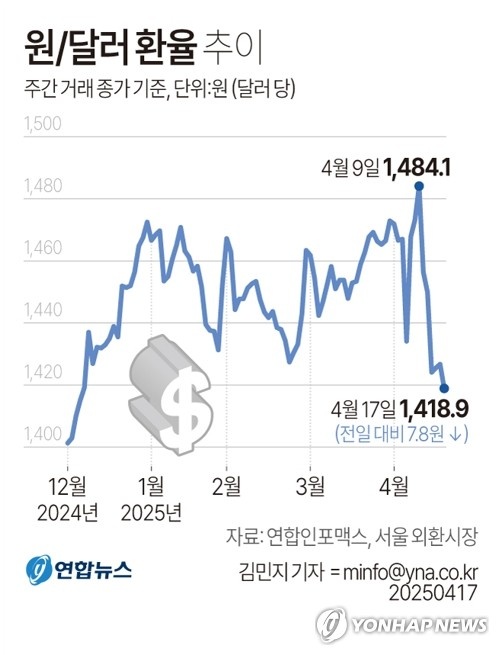 원/달러 환율 추이
주간 거래 종가 기준, 단위:원 (달러 당)
1,500
4월 9일 1,484.1
1,480
1,460
1,440
1,420
$
4월 17일 1,418.9
(전일 대비 7.8원 ↓)
1,400
12월 1월 2월 3월 4월
2024년 2025년
자료: 연합인포맥스, 서울 외환시장
연합뉴스 김민지 기자 = minfo@yna.co.kr
20250417
YONHAP NEWS